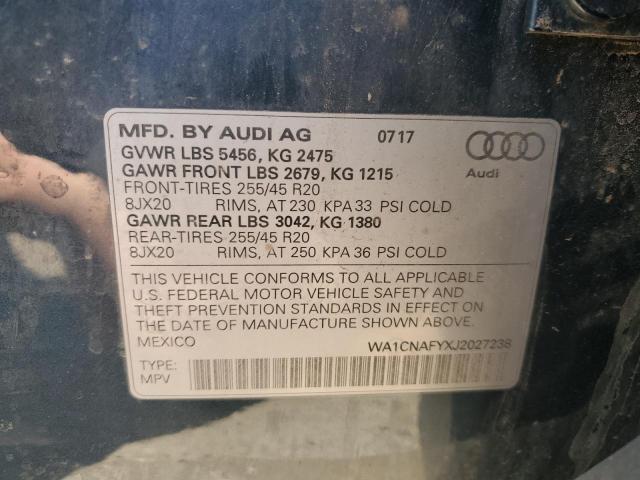 MFD. BY AUDI AG 07 17
GVWR LBS 5456, KG 2475
GAWR FRONT LBS 2679, KG 1215
FRONT-TIRES 255/45 R20
8JX20 RIMS, AT 230 KPA 33 PSI COLD
GAWR REAR LBS 3042, KG 1380
REAR-TIRES 255/45 R20
8JX20 RIMS, AT 250 KPA 36 PSI COLD
Audi
THIS VEHICLE CONFORMS TO ALL APPLICABLE
U.S. FEDERAL MOTOR VEHICLE SAFETY AND
THEFT PREVENTION STANDARDS IN EFFECT ON
THE DATE OF MANUFACTURE SHOWN ABOVE.
MEXICO WA1CNAFYXJ2027238
TYPE:
MPV